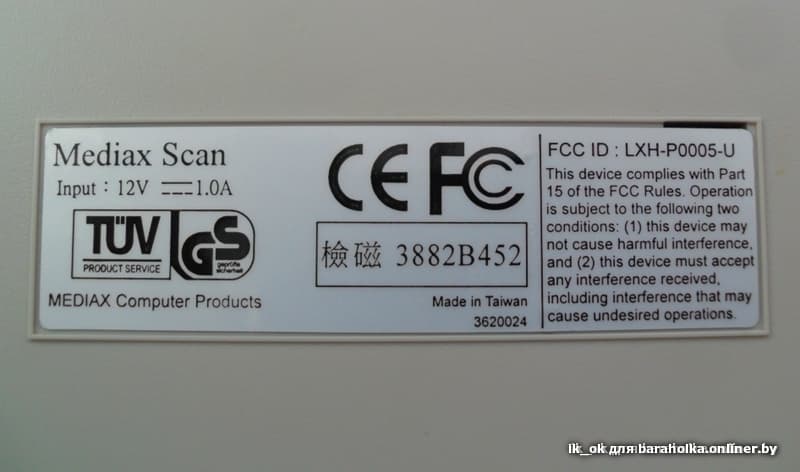 Mediax Scan
Input : 12V ⎓ 1.0A
TÜV
PRODUCT SERVICE
GS
geprüfte
sicherheit
MEDIAX Computer Products
CE FC
檢磁 3882B452
Made in Taiwan
3620024
FCC ID : LXH-P0005-U
This device complies with Part
15 of the FCC Rules. Operation
is subject to the following two
conditions: (1) this device may
not cause harmful interference,
and (2) this device must accept
any interference received,
including interference that may
cause undesired operations.
lk_ok для baraholka.onliner.by